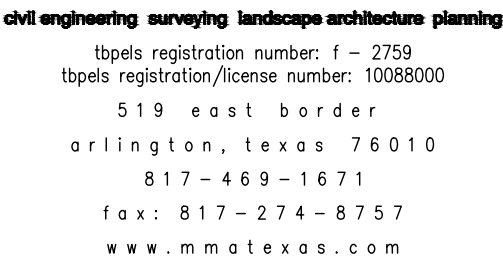 civil engineering surveying landscape architecture planning
tbpels registration number: f - 2759
tbpels registration/license number: 10088000
519 east border
arlington, texas 76010
817-469-1671
fax: 817-274-8757
www.mmatexas.com